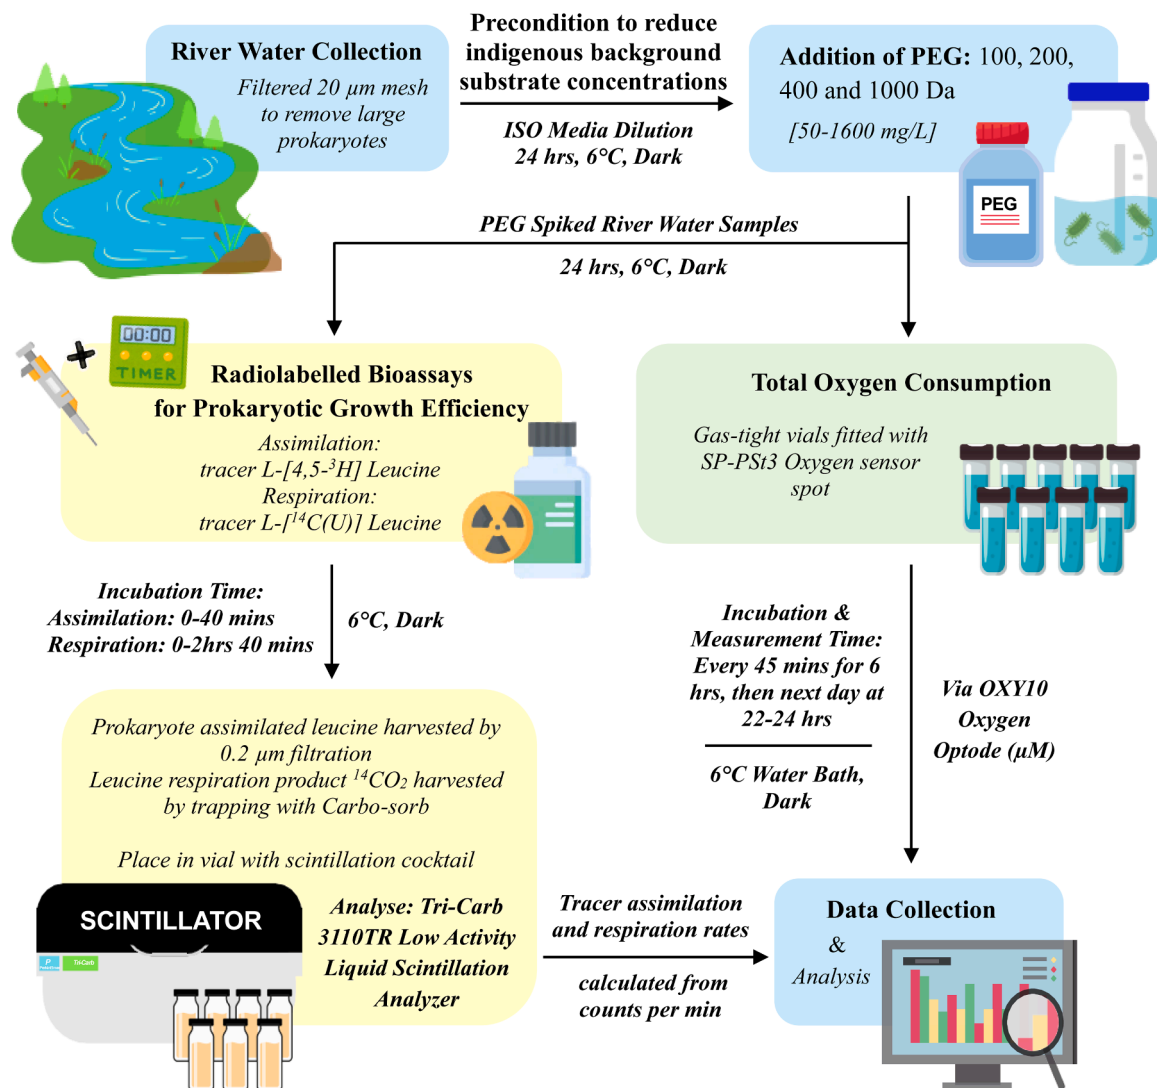 River Water Collection
Filtered 20 µm mesh
to remove large
prokaryotes
Precondition to reduce
indigenous background
substrate concentrations
ISO Media Dilution
24 hrs, 6°C, Dark
Addition of PEG: 100, 200,
400 and 1000 Da
[50-1600 mg/L]
PEG
PEG Spiked River Water Samples
24 hrs, 6°C, Dark
00:00
TIMER
Radiolabelled Bioassays
for Prokaryotic Growth Efficiency
Assimilation:
tracer L-[4,5-³H] Leucine
Respiration:
tracer L-[¹⁴C(U)] Leucine
Total Oxygen Consumption
Gas-tight vials fitted with
SP-PSt3 Oxygen sensor
spot
Incubation Time:
Assimilation: 0-40 mins
Respiration: 0-2hrs 40 mins
6°C, Dark
Incubation &
Measurement Time:
Every 45 mins for 6
hrs, then next day at
22-24 hrs
6°C Water Bath,
Dark
Via OXY10
Oxygen
Optode (µM)
Prokaryote assimilated leucine harvested by
0.2 µm filtration
Leucine respiration product ¹⁴CO₂ harvested
by trapping with Carbo-sorb
Place in vial with scintillation cocktail
SCINTILLATOR
P
Tri-Carb
Analyse: Tri-Carb
3110TR Low Activity
Liquid Scintillation
Analyzer
Tracer assimilation
and respiration rates
calculated from
counts per min
Data Collection
&
Analysis